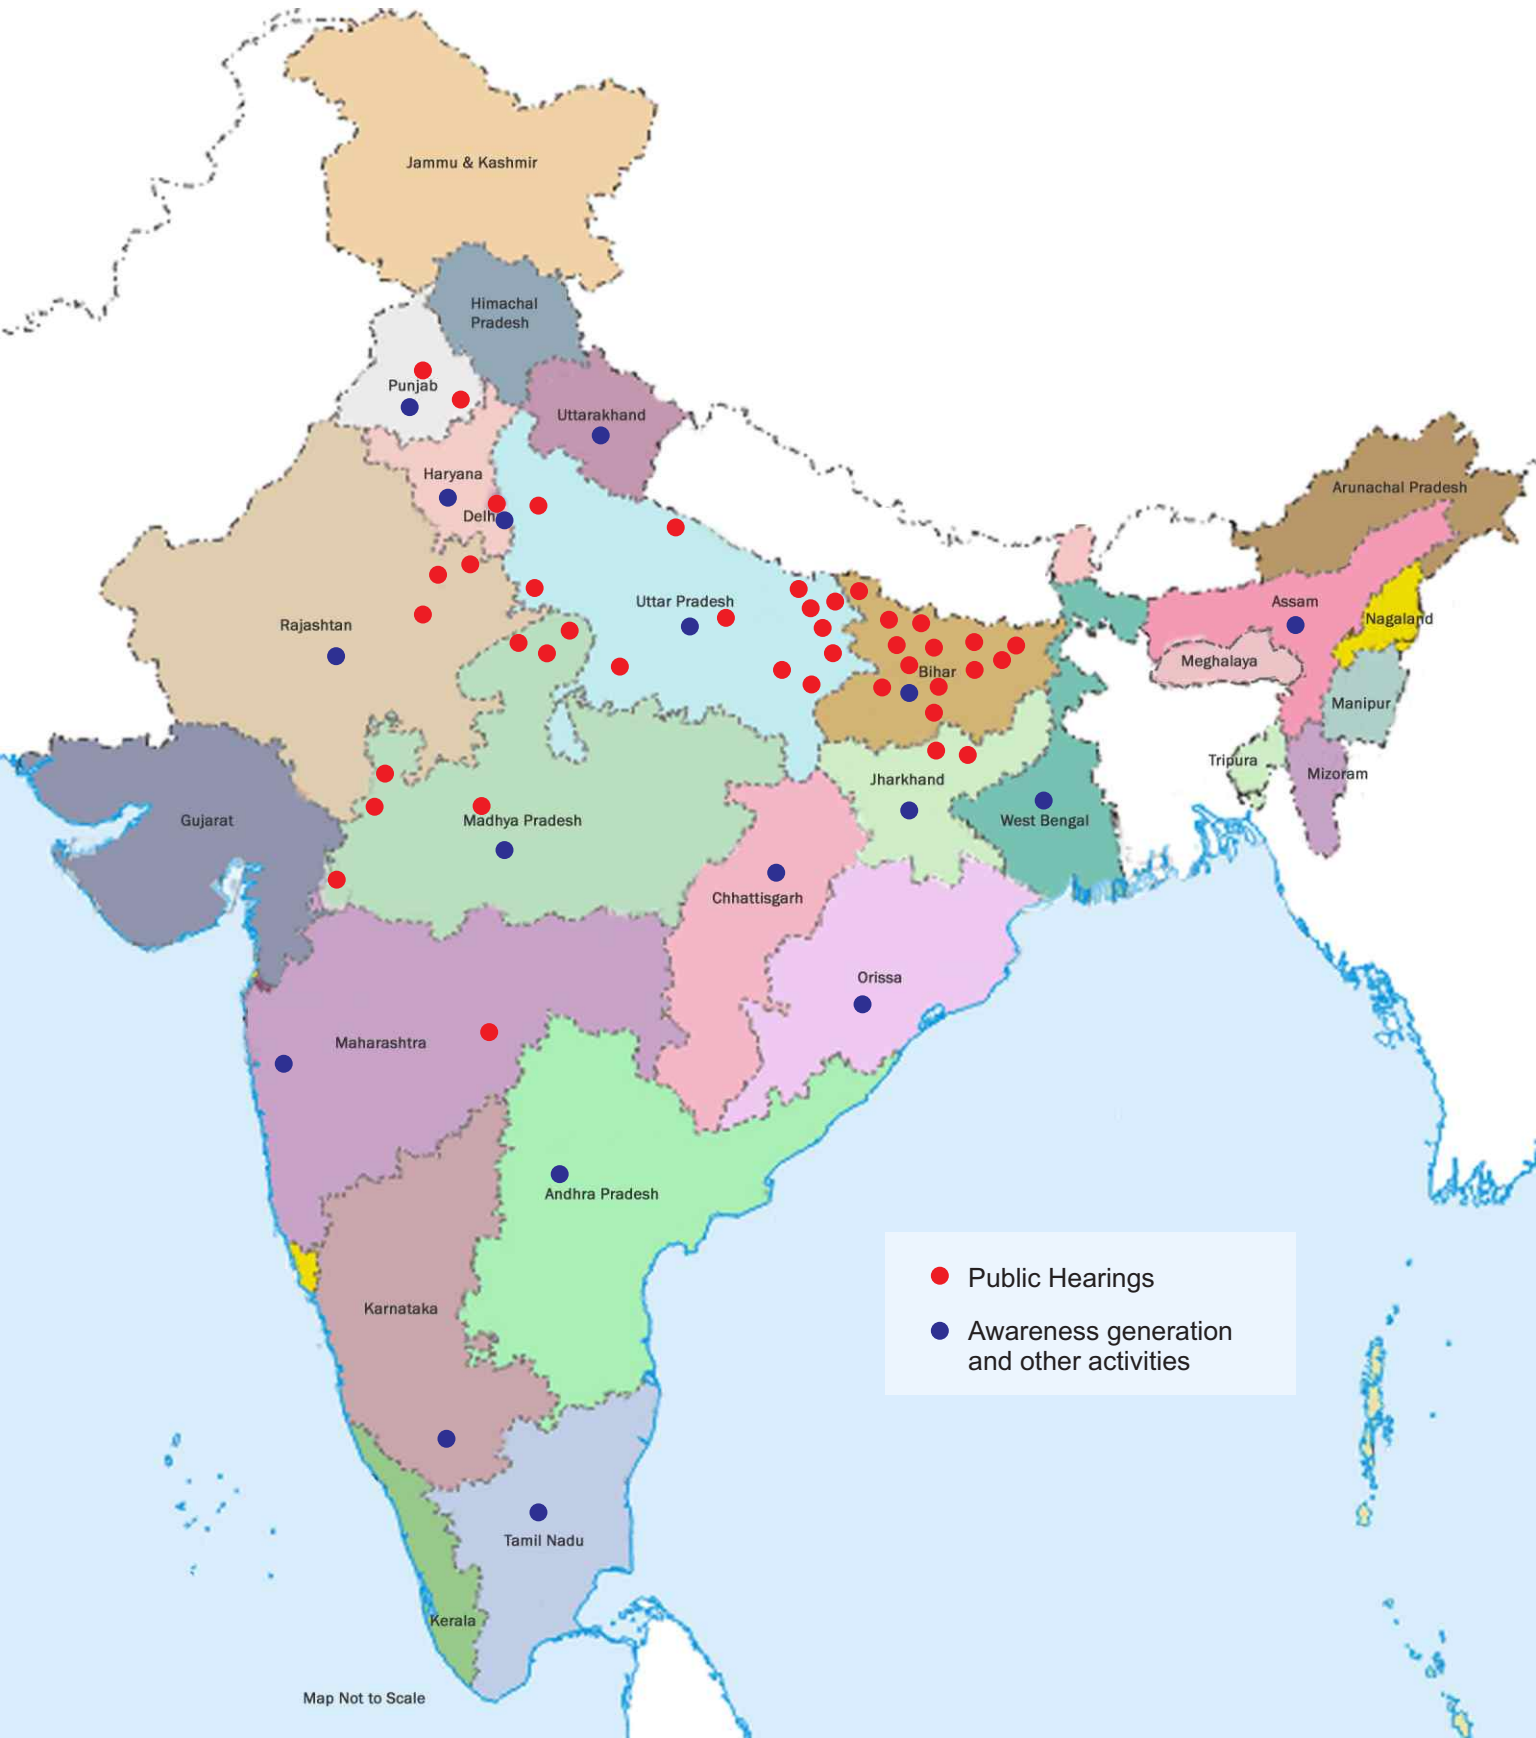 Jammu & Kashmir
Himachal
Pradesh
Punjab
Uttarakhand
Haryana
Delh
Arunachal Pradesh
Rajashtan
Uttar Pradesh
Assam
Nagaland
Meghalaya
Bihar
Manipur
Tripura
Mizoram
Jharkhand
Gujarat
Madhya Pradesh
West Bengal
Chhattisgarh
Orissa
Maharashtra
Andhra Pradesh
Public Hearings
Karnataka
Awareness generation
and other activities
Tamil Nadu
Kerala
Map Not to Scale